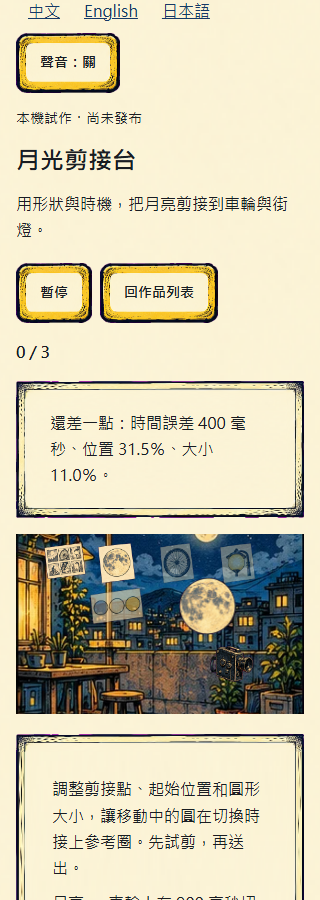 中文 English 日本語
聲音：關
本機試作・尚未發布
月光剪接台
用形狀與時機，把月亮剪接到車輪與街
燈。
暫停 回作品列表
0 / 3
還差一點：時間誤差 400 毫
秒、位置 31.5%、大小
11.0%。
調整剪接點、起始位置和圓形
大小，讓移動中的圓在切換時
接上參考圈。先試剪，再送
出。